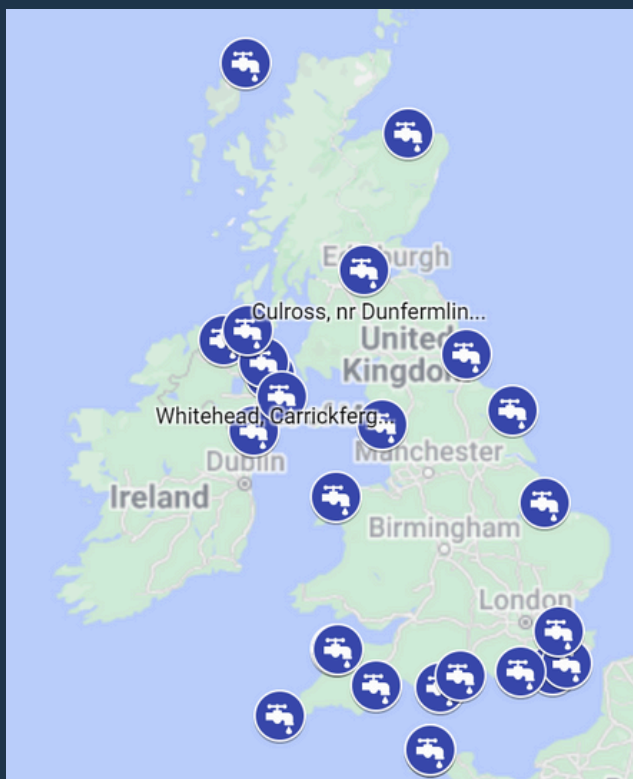 Edinburgh
Culross, nr Dunfermlin...
United
Kingdom
Whitehead, Carrickferg...
Dublin
Manchester
Ireland
Birmingham
London